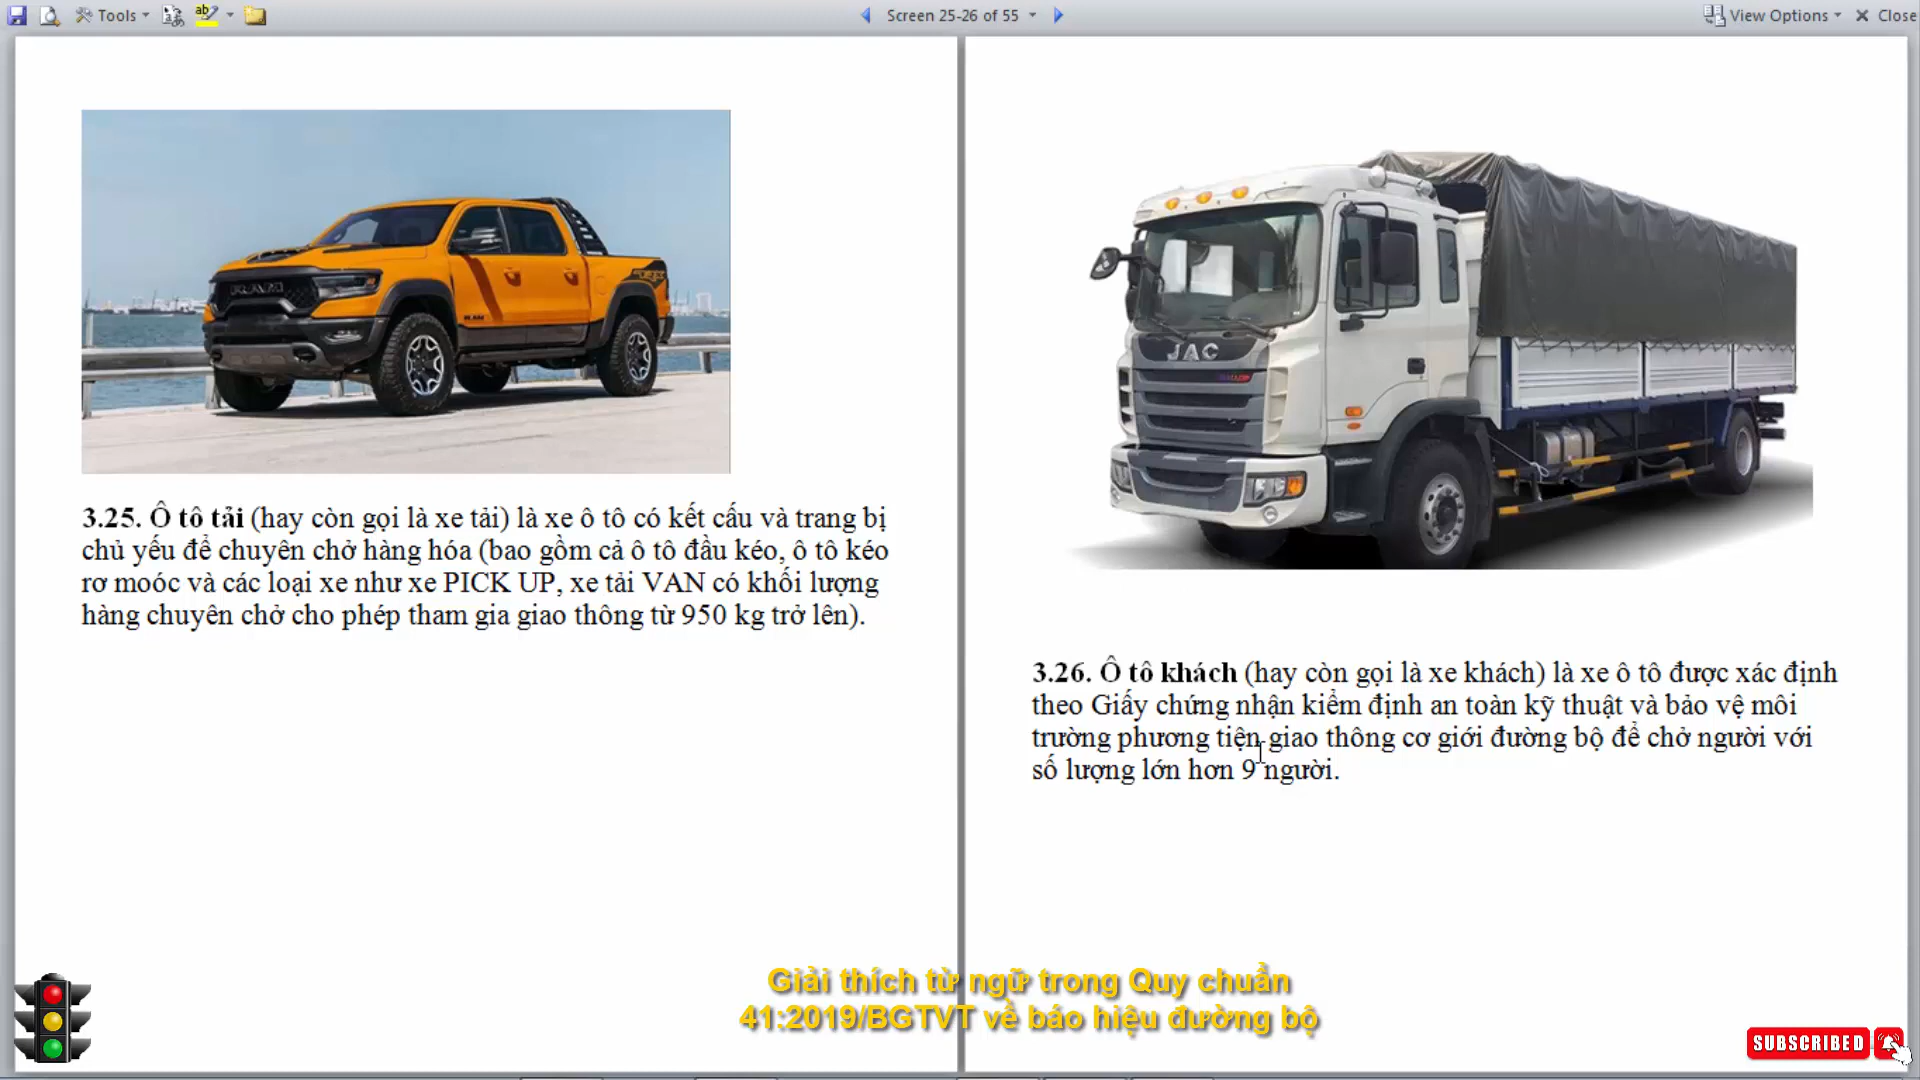 Tools
Screen 25-26 of 55
View Options
Close
RAM
RAM
JAC
3.25. Ô tô tải (hay còn gọi là xe tải) là xe ô tô có kết cấu và trang bị
chủ yếu để chuyên chở hàng hóa (bao gồm cả ô tô đầu kéo, ô tô kéo
rơ moóc và các loại xe như xe PICK UP, xe tải VAN có khối lượng
hàng chuyên chở cho phép tham gia giao thông từ 950 kg trở lên).
3.26. Ô tô khách (hay còn gọi là xe khách) là xe ô tô được xác định
theo Giấy chứng nhận kiểm định an toàn kỹ thuật và bảo vệ môi
trường phương tiện giao thông cơ giới đường bộ để chở người với
số lượng lớn hơn 9 người.
Giải thích từ ngữ trong Quy chuẩn
41:2019/BGTVT về báo hiệu đường bộ
SUBSCRIBED